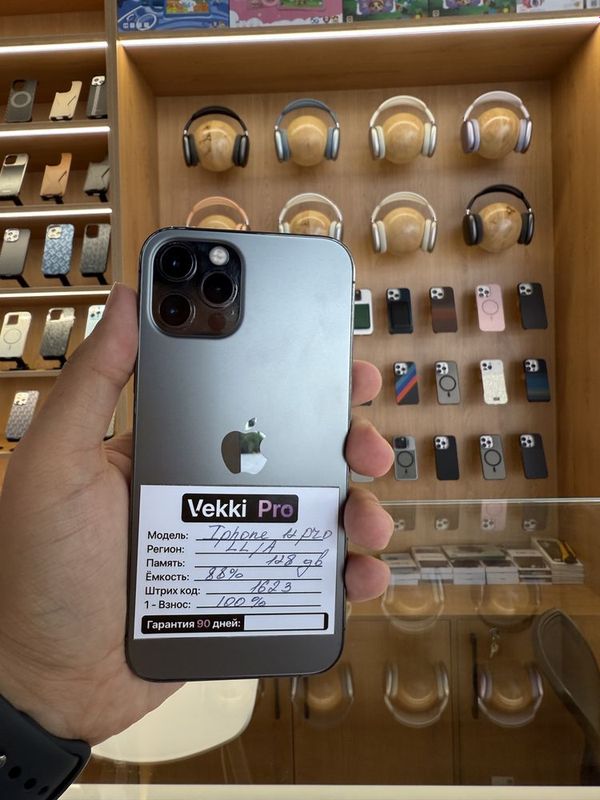 Vekki Pro
Модель: Iphone 12 pro
Регион: LL/A
Память: 128 gb
Ёмкость: 88%
Штрих код: 1623
1 - Взнос: 100 %
Гарантия 90 дней: